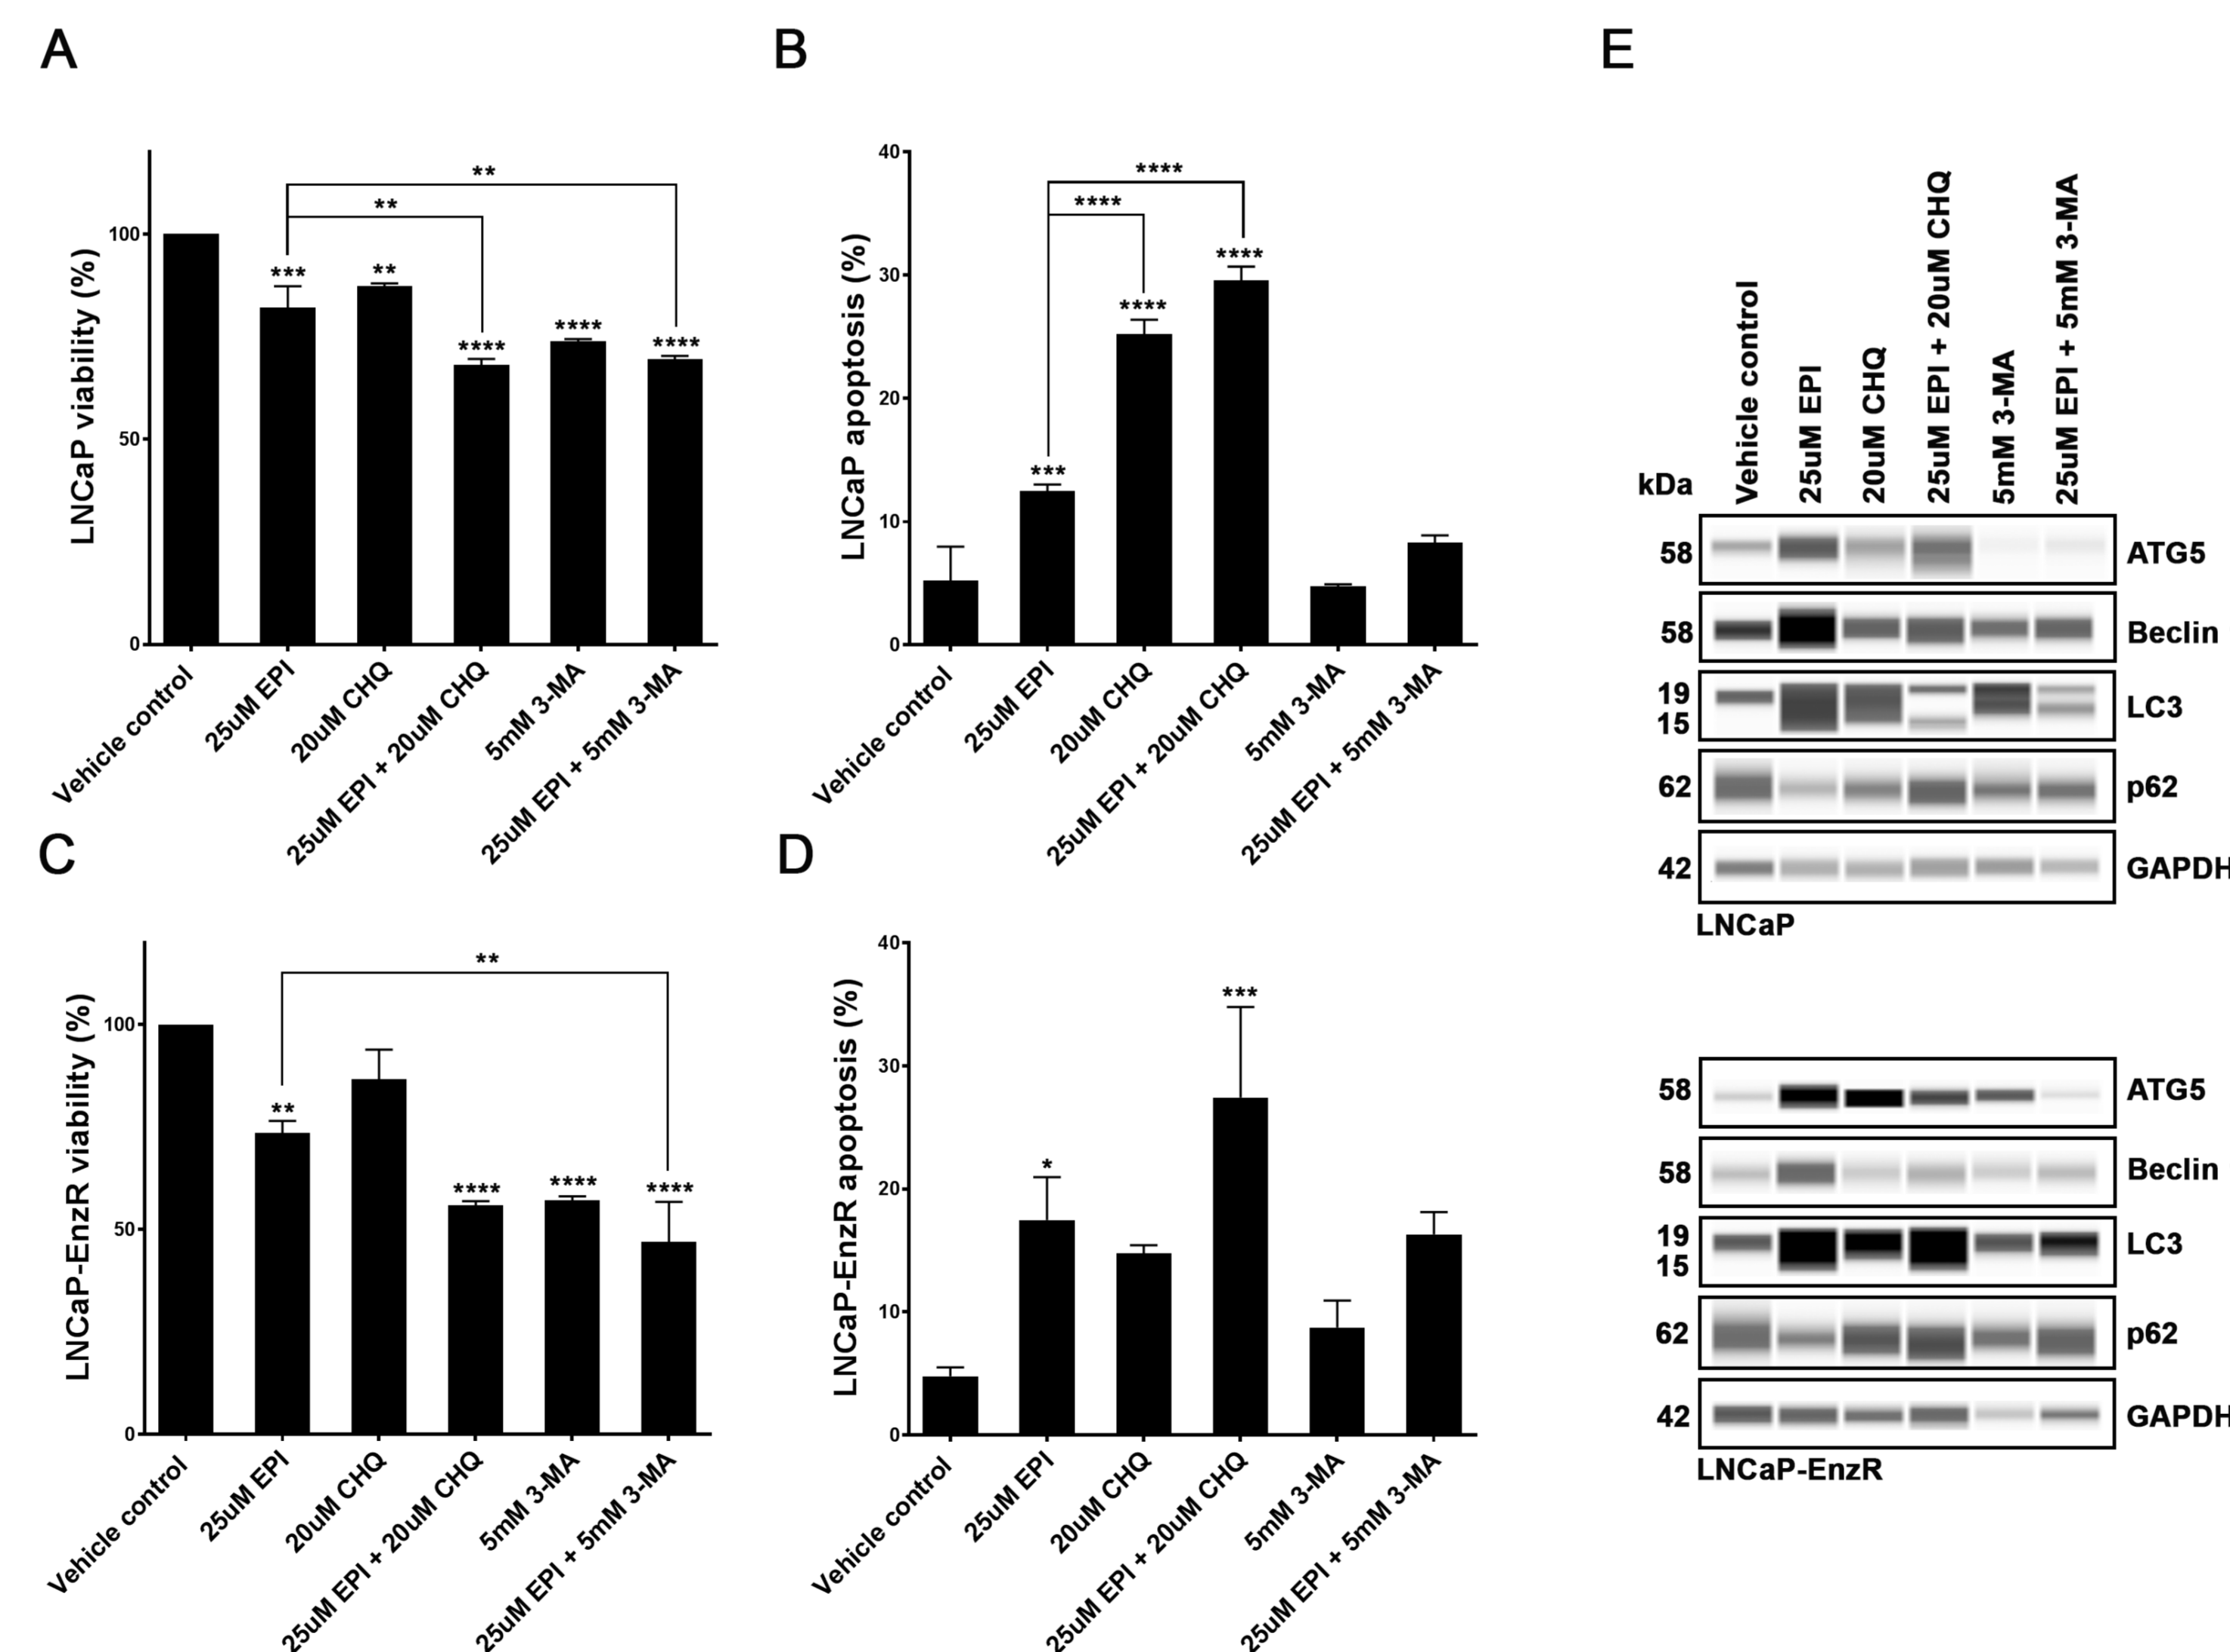 A
LNCaP viability (%)
100
50
0
**
**
***
**
****
****
****
Vehicle control
25uM EPI
20uM CHQ
25uM EPI + 20uM CHQ
5mM 3-MA
25uM EPI + 5mM 3-MA
B
LNCaP apoptosis (%)
40
30
20
10
0
****
****
***
****
****
Vehicle control
25uM EPI
20uM CHQ
25uM EPI + 20uM CHQ
5mM 3-MA
25uM EPI + 5mM 3-MA
C
LNCaP-EnzR viability (%)
100
50
0
**
**
****
****
****
Vehicle control
25uM EPI
20uM CHQ
25uM EPI + 20uM CHQ
5mM 3-MA
25uM EPI + 5mM 3-MA
D
LNCaP-EnzR apoptosis (%)
40
30
20
10
0
*
***
Vehicle control
25uM EPI
20uM CHQ
25uM EPI + 20uM CHQ
5mM 3-MA
25uM EPI + 5mM 3-MA
E
kDa
Vehicle control
25uM EPI
20uM CHQ
25uM EPI + 20uM CHQ
5mM 3-MA
25uM EPI + 5mM 3-MA
58 ATG5
58 Beclin
19
15
LC3
62 p62
42 GAPDH
LNCaP
58 ATG5
58 Beclin
19
15
LC3
62 p62
42 GAPDH
LNCaP-EnzR